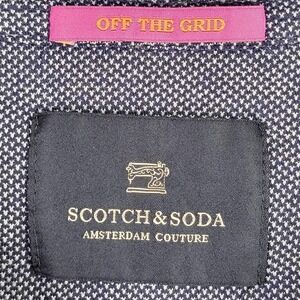 OFF THE GRID
SCOTCH & SODA
AMSTERDAM COUTURE